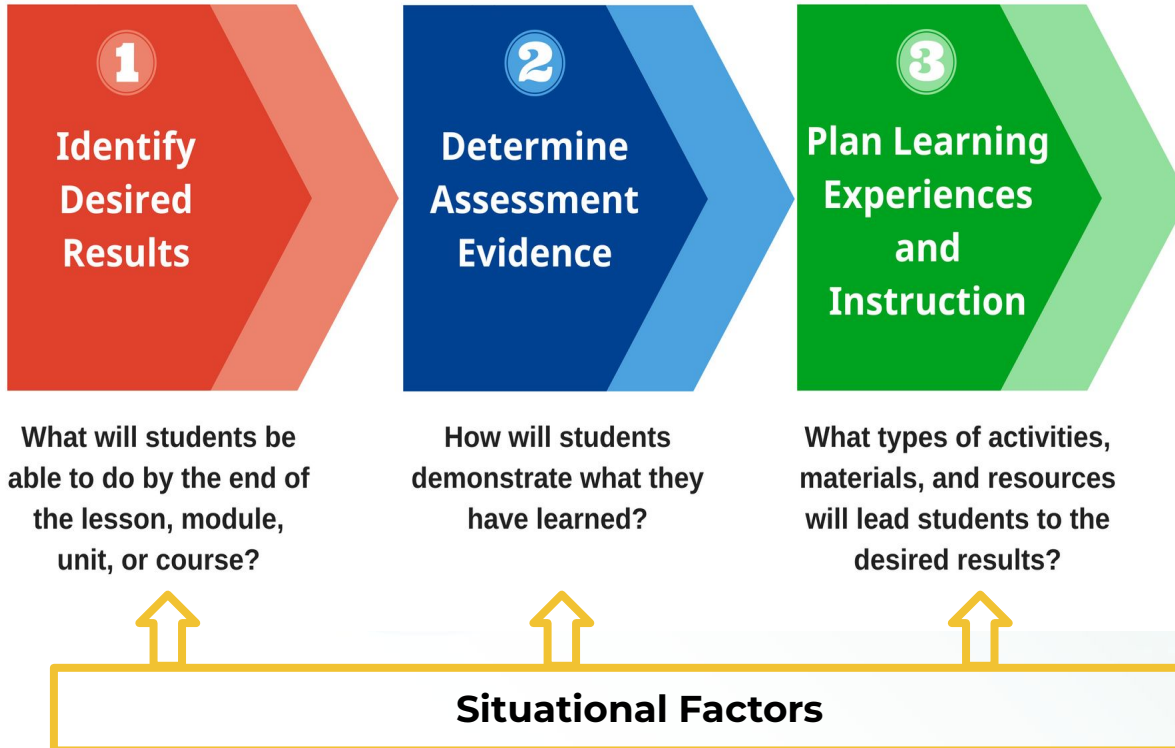 1
Identify
Desired
Results
2
Determine
Assessment
Evidence
3
Plan Learning
Experiences
and
Instruction
What will students be
able to do by the end of
the lesson, module,
unit, or course?
How will students
demonstrate what they
have learned?
What types of activities,
materials, and resources
will lead students to the
desired results?
Situational Factors